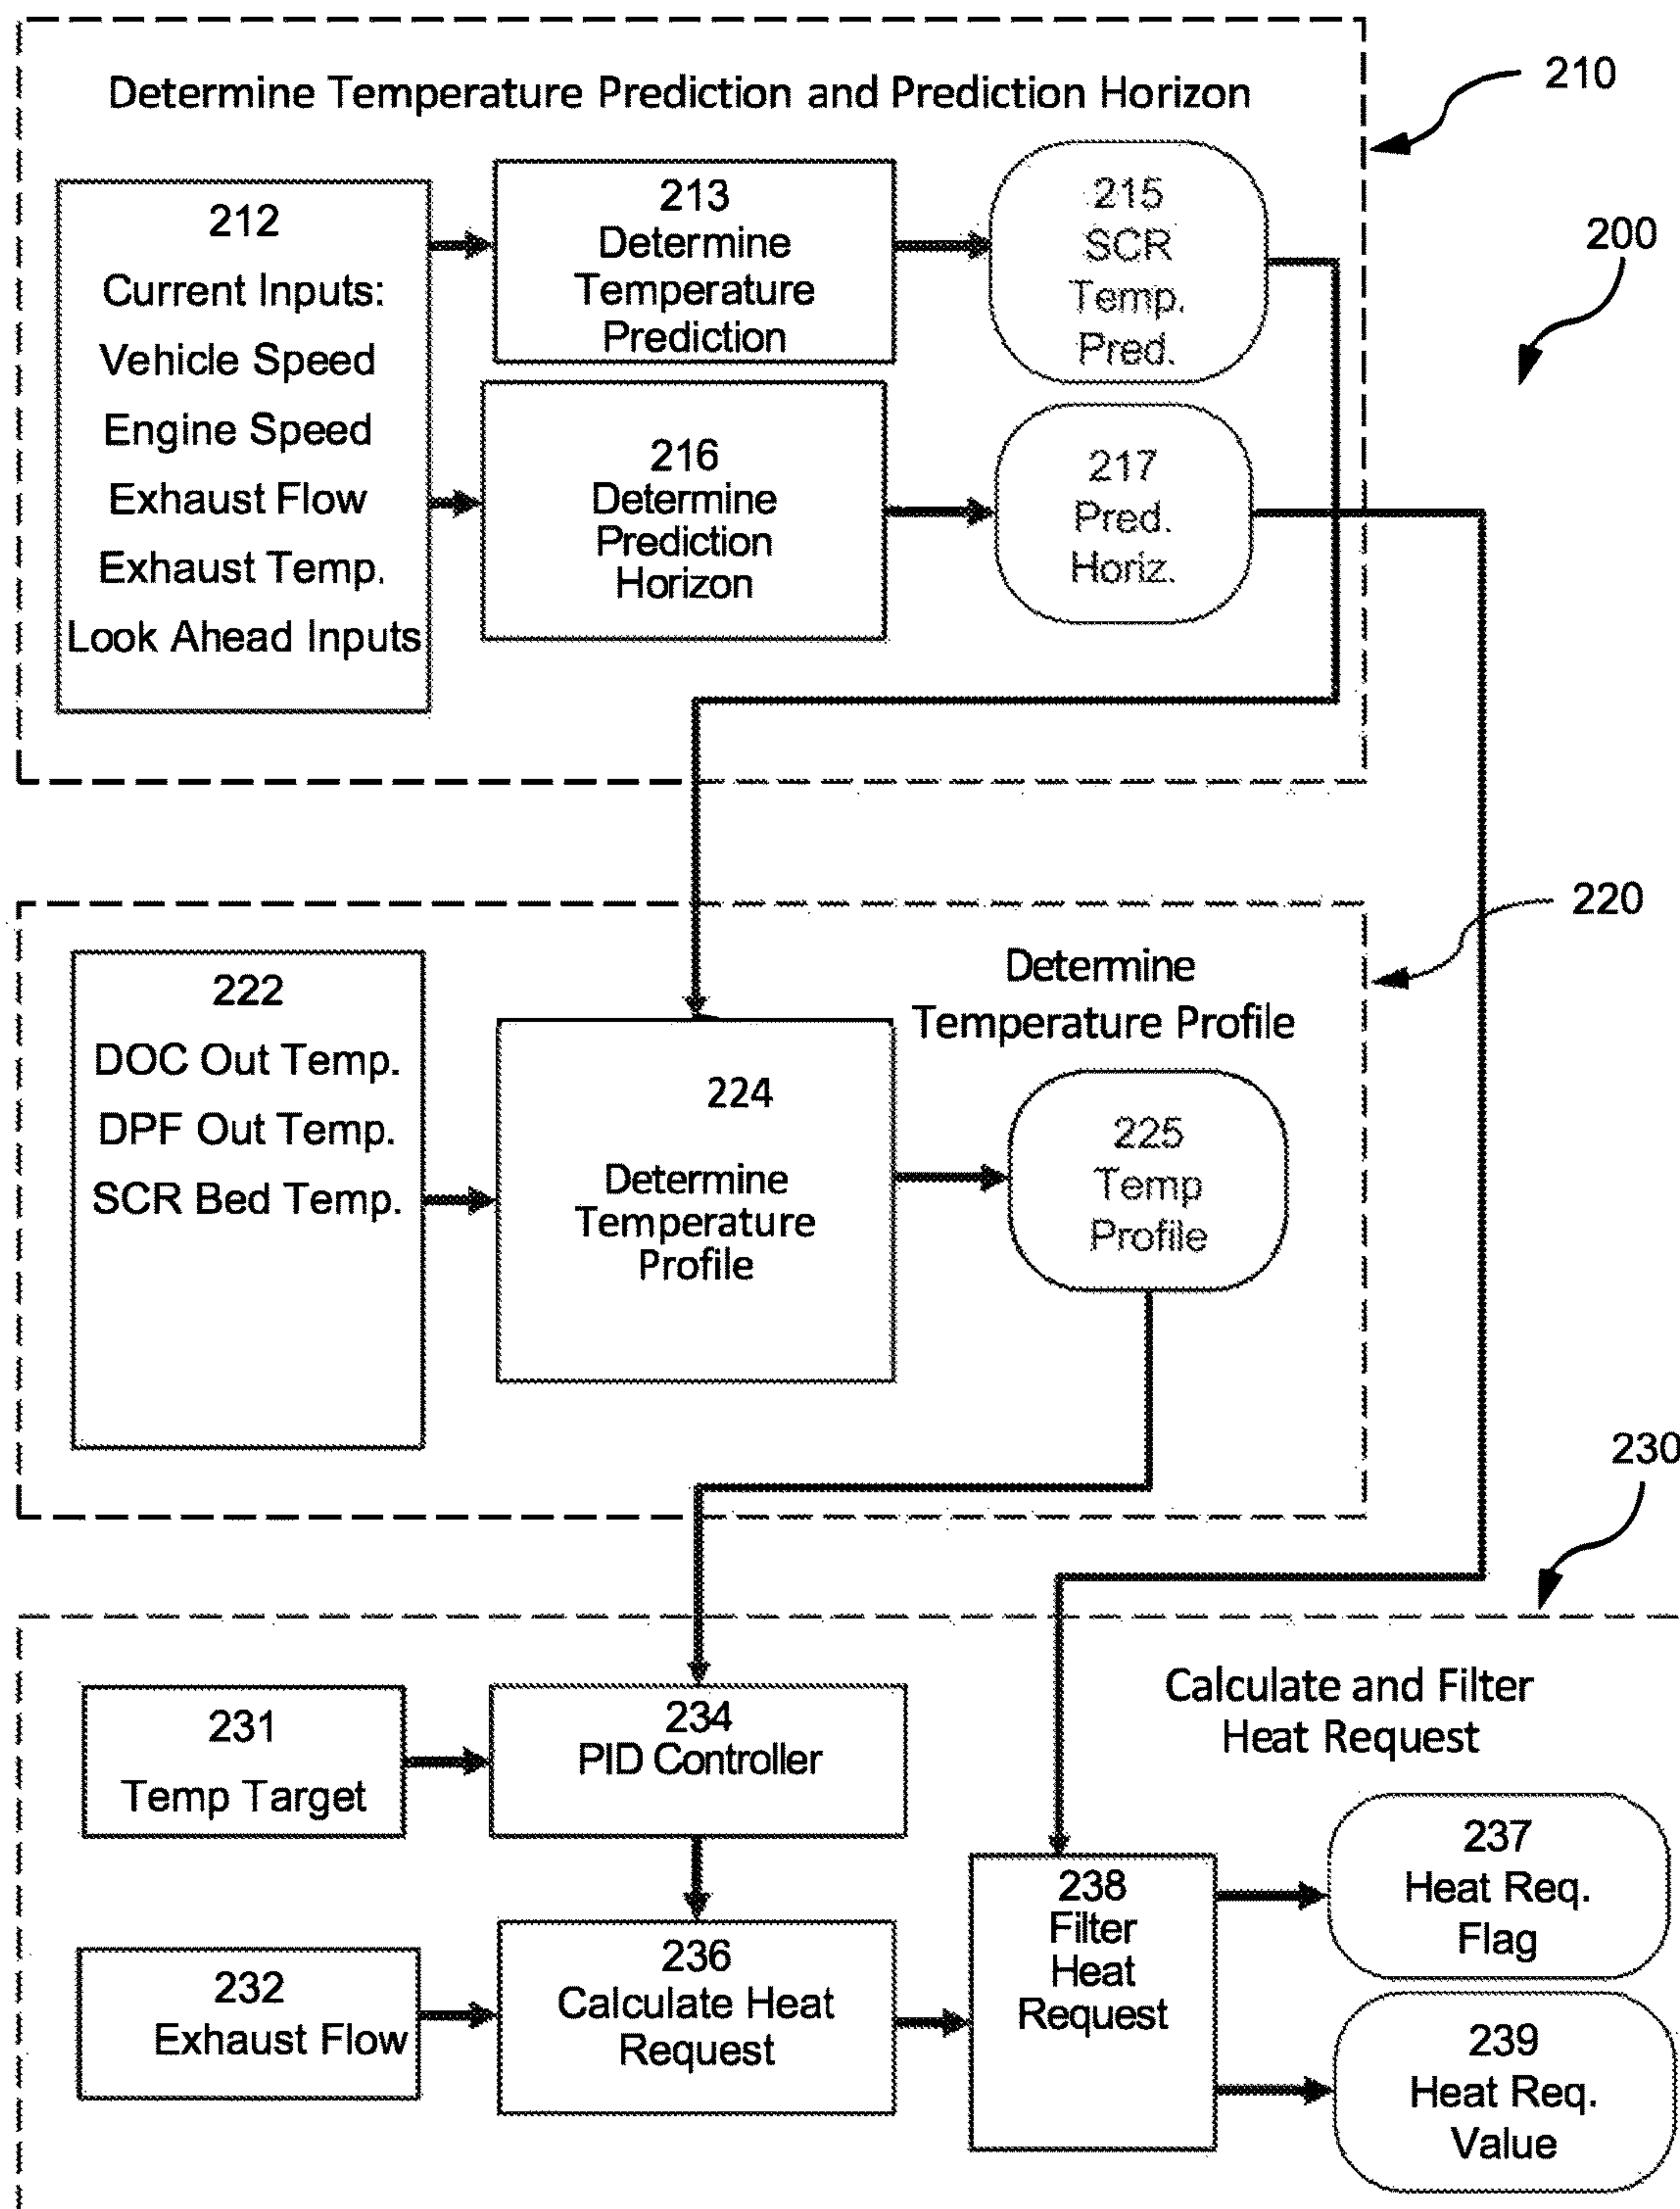 Determine Temperature Prediction and Prediction Horizon
210
200
212
Current Inputs:
Vehicle Speed
Engine Speed
Exhaust Flow
Exhaust Temp.
Look Ahead Inputs
213
Determine
Temperature
Prediction
215
SCR
Temp.
Pred.
216
Determine
Prediction
Horizon
217
Pred.
Horiz.
220
Determine
Temperature Profile
222
DOC Out Temp.
DPF Out Temp.
SCR Bed Temp.
224
Determine
Temperature
Profile
225
Temp
Profile
230
Calculate and Filter
Heat Request
231
Temp Target
234
PID Controller
232
Exhaust Flow
236
Calculate Heat
Request
238
Filter
Heat
Request
237
Heat Req.
Flag
239
Heat Req.
Value